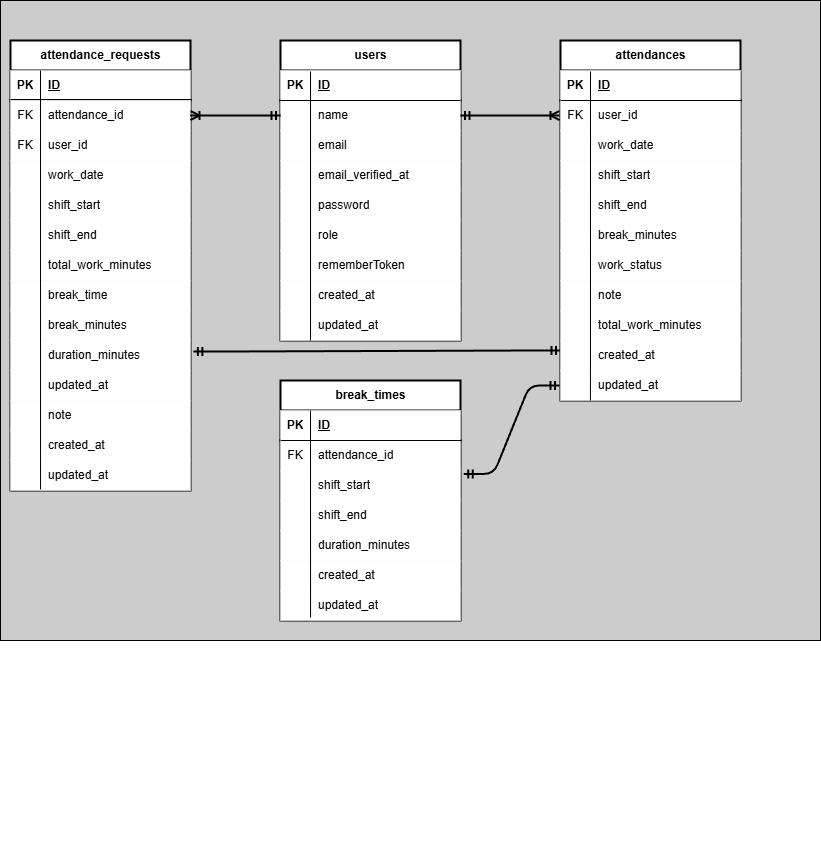 attendance_requests
PK ID
FK attendance_id
FK user_id
work_date
shift_start
shift_end
total_work_minutes
break_time
break_minutes
duration_minutes
updated_at
note
created_at
updated_at
users
PK ID
name
email
email_verified_at
password
role
rememberToken
created_at
updated_at
attendances
PK ID
FK user_id
work_date
shift_start
shift_end
break_minutes
work_status
note
total_work_minutes
created_at
updated_at
break_times
PK ID
FK attendance_id
shift_start
shift_end
duration_minutes
created_at
updated_at